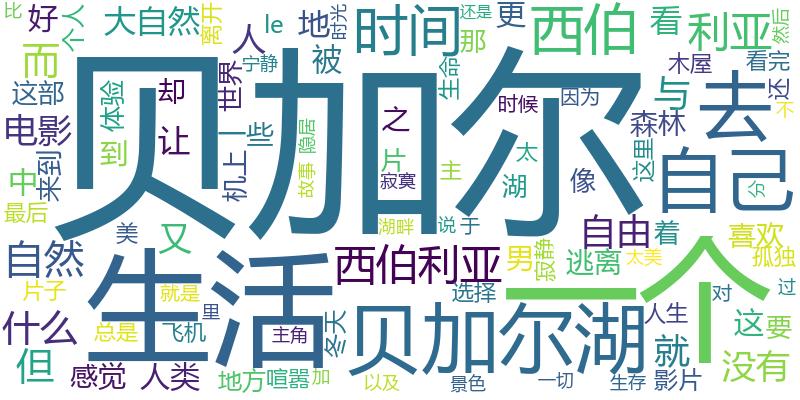 贝加尔
生活
一个
贝加尔湖
西伯利亚
西伯
利亚
时间
去
自己
自由
自然
大自然
好
个人
离开
人
le
地
时光
还是
更
那
看
然后
比
而
这部
电影
体验
却
世界
宁静
被
生命
与
看完
木屋
还
不
中
来到
到
让
机上
一些
故事
隐居
之
片
寂寞
主
时候
太
湖
因为
像
森林
这里
分
最后
美
又
湖畔
说
于
男
寂静
逃离
着
太美
喜欢
孤独
片子
就是
里
选择
对
过
什么
总是
飞机
主角
冬天
就
人生
这
要
但
感觉
人类
地方
喧嚣
加
以及
景色
一切
生存
影片
没有